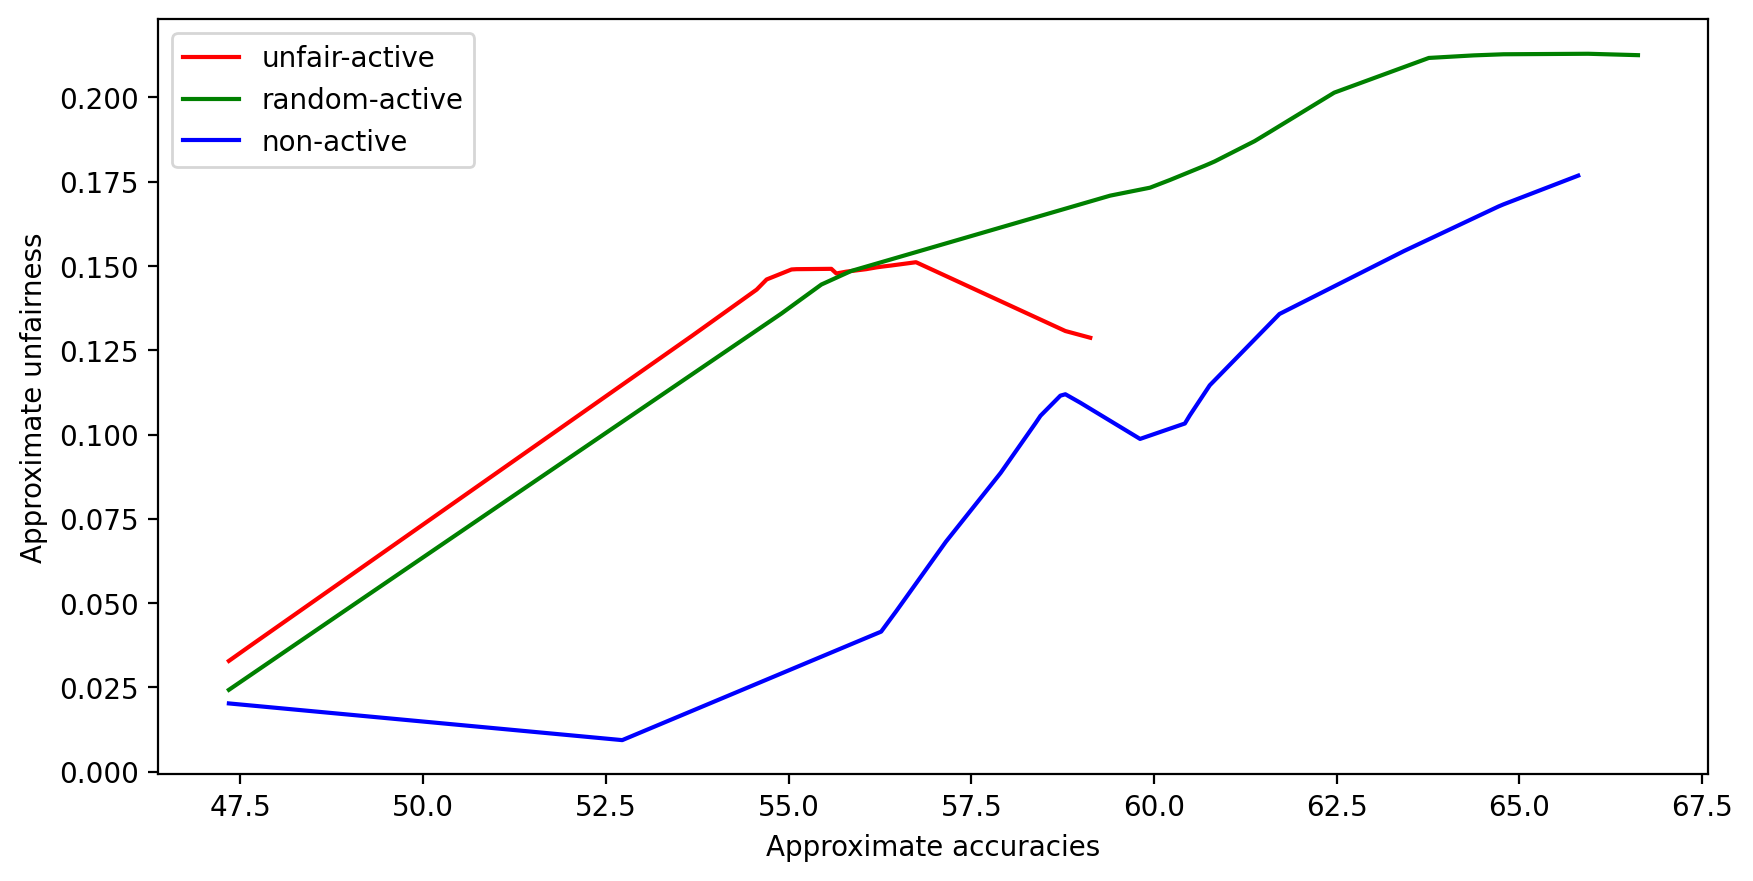 unfair-active
random-active
non-active
Approximate unfairness
0.200
0.175
0.150
0.125
0.100
0.075
0.050
0.025
0.000
47.5 50.0 52.5 55.0 57.5 60.0 62.5 65.0 67.5
Approximate accuracies